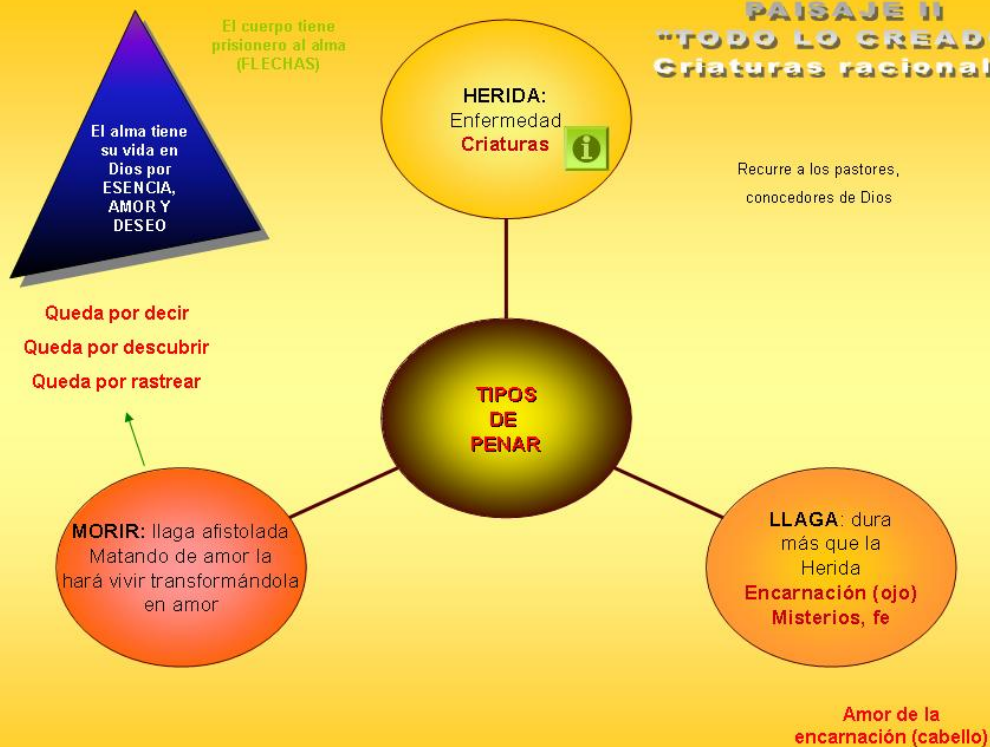 PAISAJE II
"TODO LO CREAD
Criaturas racional
El cuerpo tiene
prisionero al alma
(FLECHAS)
El alma tiene
su vida en
Dios por
ESENCIA,
AMOR Y
DESEO
HERIDA:
Enfermedad
Criaturas
i
Recurre a los pastores,
conocedores de Dios
Queda por decir
Queda por descubrir
Queda por rastrear
TIPOS
DE
PENAR
MORIR: llaga afistolada
Matando de amor la
hará vivir transformándola
en amor
LLAGA: dura
más que la
Herida
Encarnación (ojo)
Misterios, fe
Amor de la
encarnación (cabello)